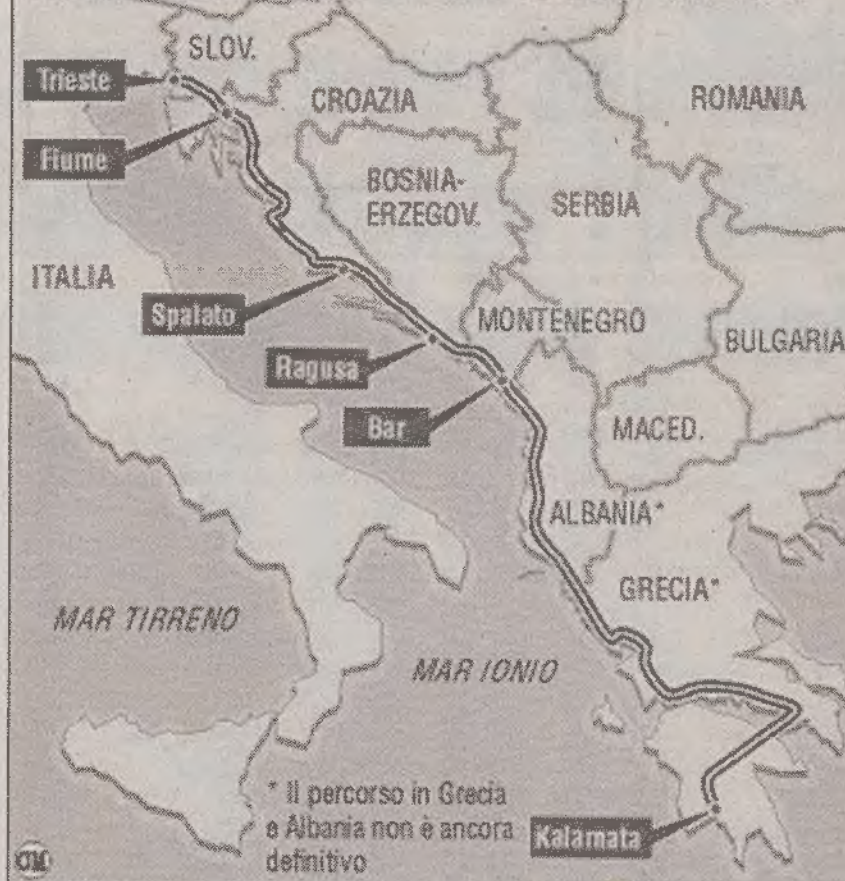 SLOV.
Trieste
CROAZIA
ROMANIA
Fiume
BOSNIA-
ERZEGOV.
SERBIA
ITALIA
Spalato
MONTENEGRO
BULGARIA
Ragusa
Bar
MACED.
ALBANIA*
GRECIA*
MAR TIRRENO
MAR IONIO
* Il percorso in Grecia
e Albania non è ancora
definitivo
Kalamata